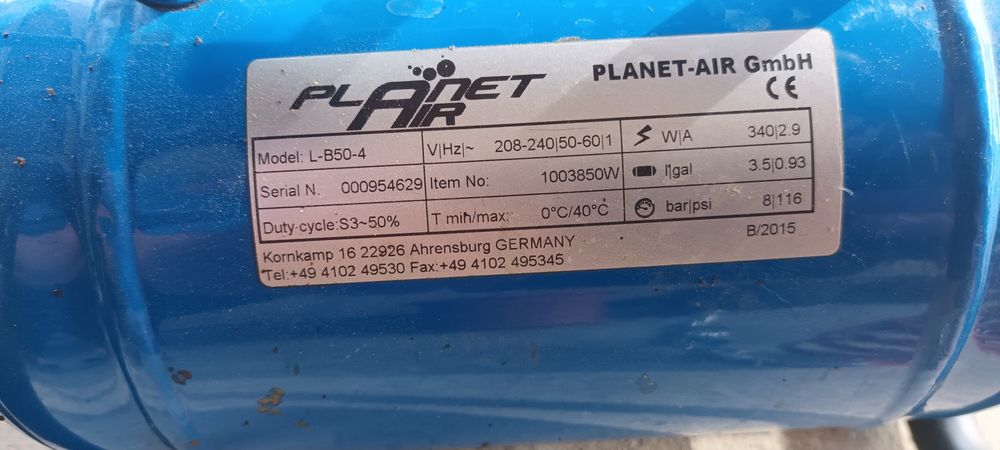 PLANET AIR
PLANET-AIR GmbH
CE
Model: L-B50-4 V|Hz|~ 208-240|50-60|1 W|A 340|2.9
Serial N. 000954629 Item No: 1003850W l|gal 3.5|0.93
Duty cycle:S3~50% T min/max: 0°C/40°C bar|psi 8|116
Kornkamp 16 22926 Ahrensburg GERMANY B/2015
Tel:+49 4102 49530 Fax:+49 4102 495345